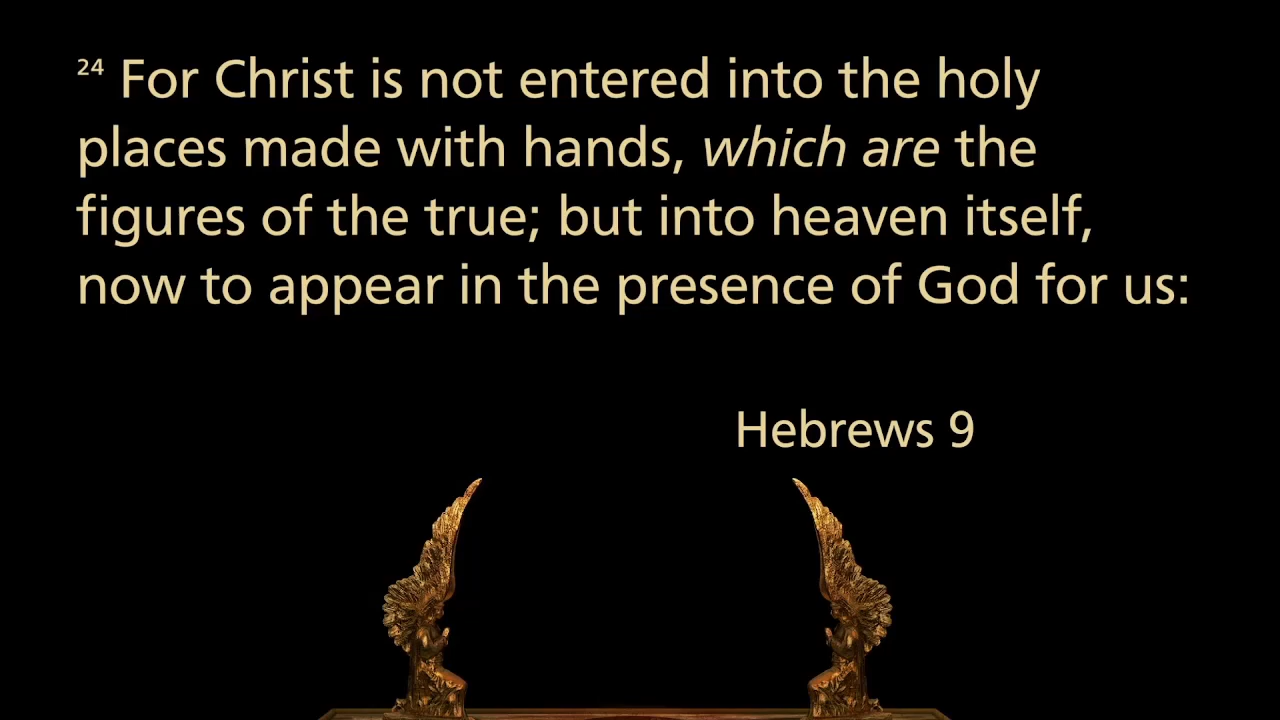 24 For Christ is not entered into the holy
places made with hands, which are the
figures of the true; but into heaven itself,
now to appear in the presence of God for us:
Hebrews 9